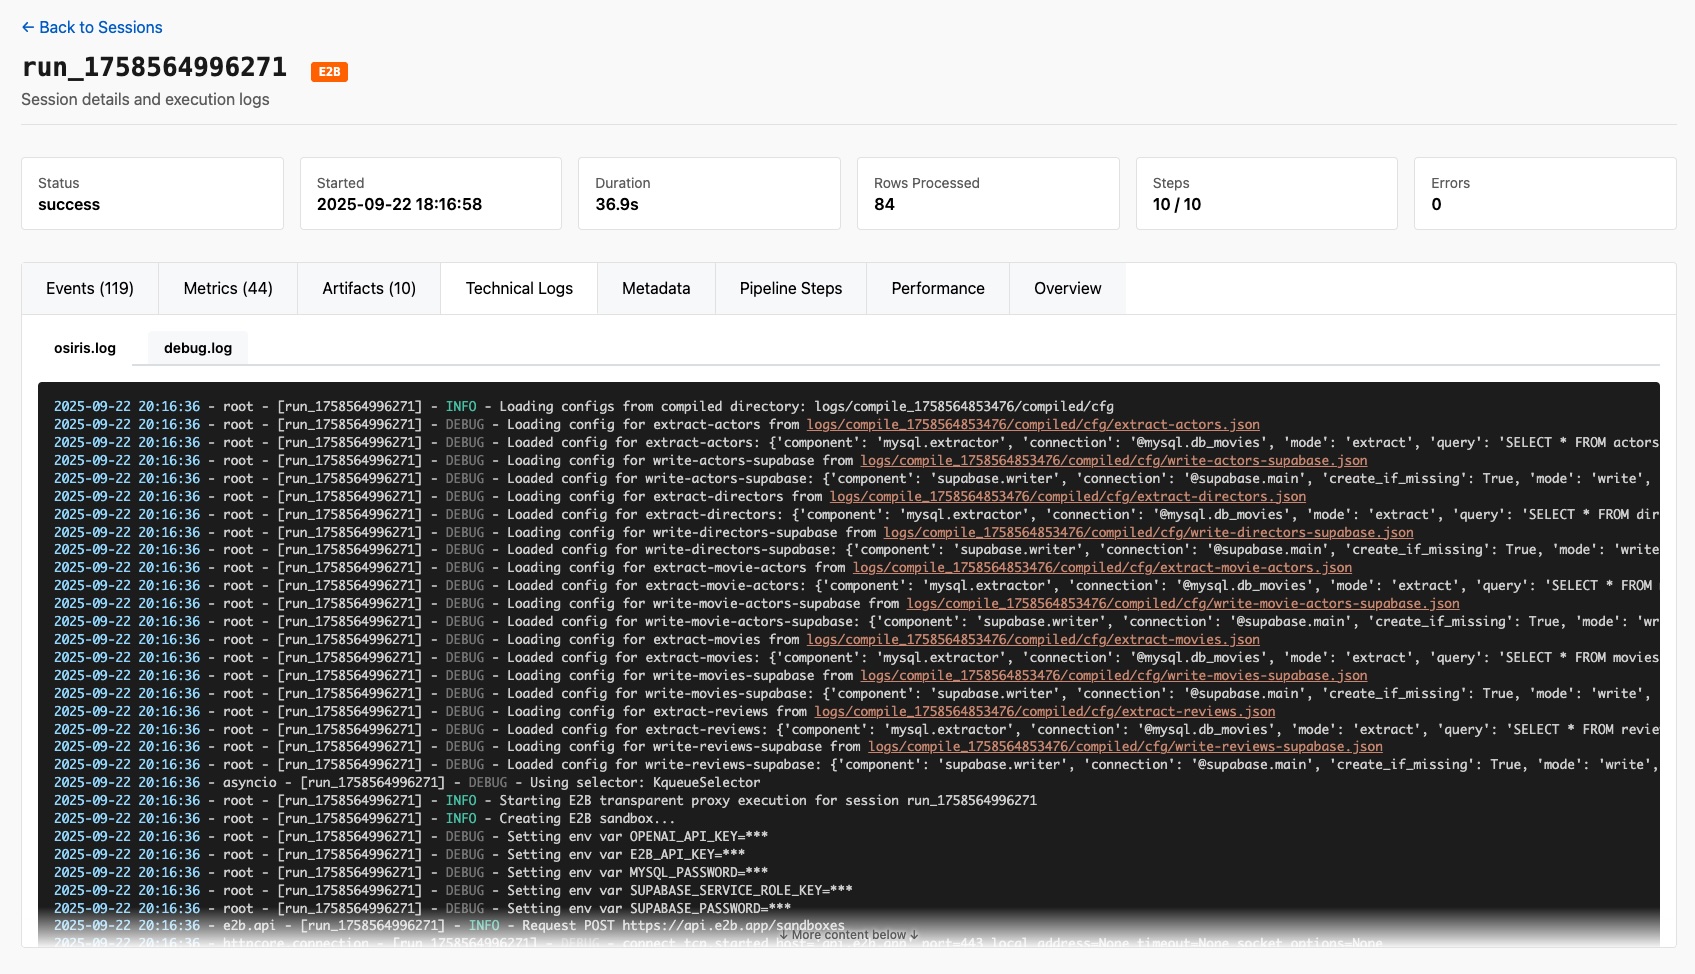 ← Back to Sessions
run_1758564996271 E2B
Session details and execution logs
Status
success
Started
2025-09-22 18:16:58
Duration
36.9s
Rows Processed
84
Steps
10 / 10
Errors
0
Events (119) Metrics (44) Artifacts (10) Technical Logs Metadata Pipeline Steps Performance Overview
osiris.log debug.log
2025-09-22 20:16:36 - root - [run_1758564996271] - INFO - Loading configs from compiled directory: logs/compile_1758564853476/compiled/cfg
2025-09-22 20:16:36 - root - [run_1758564996271] - DEBUG - Loading config for extract-actors from logs/compile_1758564853476/compiled/cfg/extract-actors.json
2025-09-22 20:16:36 - root - [run_1758564996271] - DEBUG - Loaded config for extract-actors: {'component': 'mysql.extractor', 'connection': '@mysql.db_movies', 'mode': 'extract', 'query': 'SELECT * FROM actors
2025-09-22 20:16:36 - root - [run_1758564996271] - DEBUG - Loading config for write-actors-supabase from logs/compile_1758564853476/compiled/cfg/write-actors-supabase.json
2025-09-22 20:16:36 - root - [run_1758564996271] - DEBUG - Loaded config for write-actors-supabase: {'component': 'supabase.writer', 'connection': '@supabase.main', 'create_if_missing': True, 'mode': 'write',
2025-09-22 20:16:36 - root - [run_1758564996271] - DEBUG - Loading config for extract-directors from logs/compile_1758564853476/compiled/cfg/extract-directors.json
2025-09-22 20:16:36 - root - [run_1758564996271] - DEBUG - Loaded config for extract-directors: {'component': 'mysql.extractor', 'connection': '@mysql.db_movies', 'mode': 'extract', 'query': 'SELECT * FROM dir
2025-09-22 20:16:36 - root - [run_1758564996271] - DEBUG - Loading config for write-directors-supabase from logs/compile_1758564853476/compiled/cfg/write-directors-supabase.json
2025-09-22 20:16:36 - root - [run_1758564996271] - DEBUG - Loaded config for write-directors-supabase: {'component': 'supabase.writer', 'connection': '@supabase.main', 'create_if_missing': True, 'mode': 'write
2025-09-22 20:16:36 - root - [run_1758564996271] - DEBUG - Loading config for extract-movie-actors from logs/compile_1758564853476/compiled/cfg/extract-movie-actors.json
2025-09-22 20:16:36 - root - [run_1758564996271] - DEBUG - Loaded config for extract-movie-actors: {'component': 'mysql.extractor', 'connection': '@mysql.db_movies', 'mode': 'extract', 'query': 'SELECT * FROM
2025-09-22 20:16:36 - root - [run_1758564996271] - DEBUG - Loading config for write-movie-actors-supabase from logs/compile_1758564853476/compiled/cfg/write-movie-actors-supabase.json
2025-09-22 20:16:36 - root - [run_1758564996271] - DEBUG - Loaded config for write-movie-actors-supabase: {'component': 'supabase.writer', 'connection': '@supabase.main', 'create_if_missing': True, 'mode': 'wr
2025-09-22 20:16:36 - root - [run_1758564996271] - DEBUG - Loading config for extract-movies from logs/compile_1758564853476/compiled/cfg/extract-movies.json
2025-09-22 20:16:36 - root - [run_1758564996271] - DEBUG - Loaded config for extract-movies: {'component': 'mysql.extractor', 'connection': '@mysql.db_movies', 'mode': 'extract', 'query': 'SELECT * FROM movies
2025-09-22 20:16:36 - root - [run_1758564996271] - DEBUG - Loading config for write-movies-supabase from logs/compile_1758564853476/compiled/cfg/write-movies-supabase.json
2025-09-22 20:16:36 - root - [run_1758564996271] - DEBUG - Loaded config for write-movies-supabase: {'component': 'supabase.writer', 'connection': '@supabase.main', 'create_if_missing': True, 'mode': 'write',
2025-09-22 20:16:36 - root - [run_1758564996271] - DEBUG - Loading config for extract-reviews from logs/compile_1758564853476/compiled/cfg/extract-reviews.json
2025-09-22 20:16:36 - root - [run_1758564996271] - DEBUG - Loaded config for extract-reviews: {'component': 'mysql.extractor', 'connection': '@mysql.db_movies', 'mode': 'extract', 'query': 'SELECT * FROM revie
2025-09-22 20:16:36 - root - [run_1758564996271] - DEBUG - Loading config for write-reviews-supabase from logs/compile_1758564853476/compiled/cfg/write-reviews-supabase.json
2025-09-22 20:16:36 - root - [run_1758564996271] - DEBUG - Loaded config for write-reviews-supabase: {'component': 'supabase.writer', 'connection': '@supabase.main', 'create_if_missing': True, 'mode': 'write',
2025-09-22 20:16:36 - asyncio - [run_1758564996271] - DEBUG - Using selector: KqueueSelector
2025-09-22 20:16:36 - root - [run_1758564996271] - INFO - Starting E2B transparent proxy execution for session run_1758564996271
2025-09-22 20:16:36 - root - [run_1758564996271] - INFO - Creating E2B sandbox...
2025-09-22 20:16:36 - root - [run_1758564996271] - DEBUG - Setting env var OPENAI_API_KEY=***
2025-09-22 20:16:36 - root - [run_1758564996271] - DEBUG - Setting env var E2B_API_KEY=***
2025-09-22 20:16:36 - root - [run_1758564996271] - DEBUG - Setting env var MYSQL_PASSWORD=***
2025-09-22 20:16:36 - root - [run_1758564996271] - DEBUG - Setting env var SUPABASE_SERVICE_ROLE_KEY=***
2025-09-22 20:16:36 - root - [run_1758564996271] - DEBUG - Setting env var SUPABASE_PASSWORD=***
2025-09-22 20:16:36 - e2b.api - [run_1758564996271] - INFO - Request POST https://api.e2b.app/sandboxes
↓ More content below ↓
2025-09-22 20:16:36 - httpcore.connection - [run_1758564996271] - DEBUG - connect_tcp.started host='api.e2b.app' port=443 local_address=None timeout=None socket_options=None